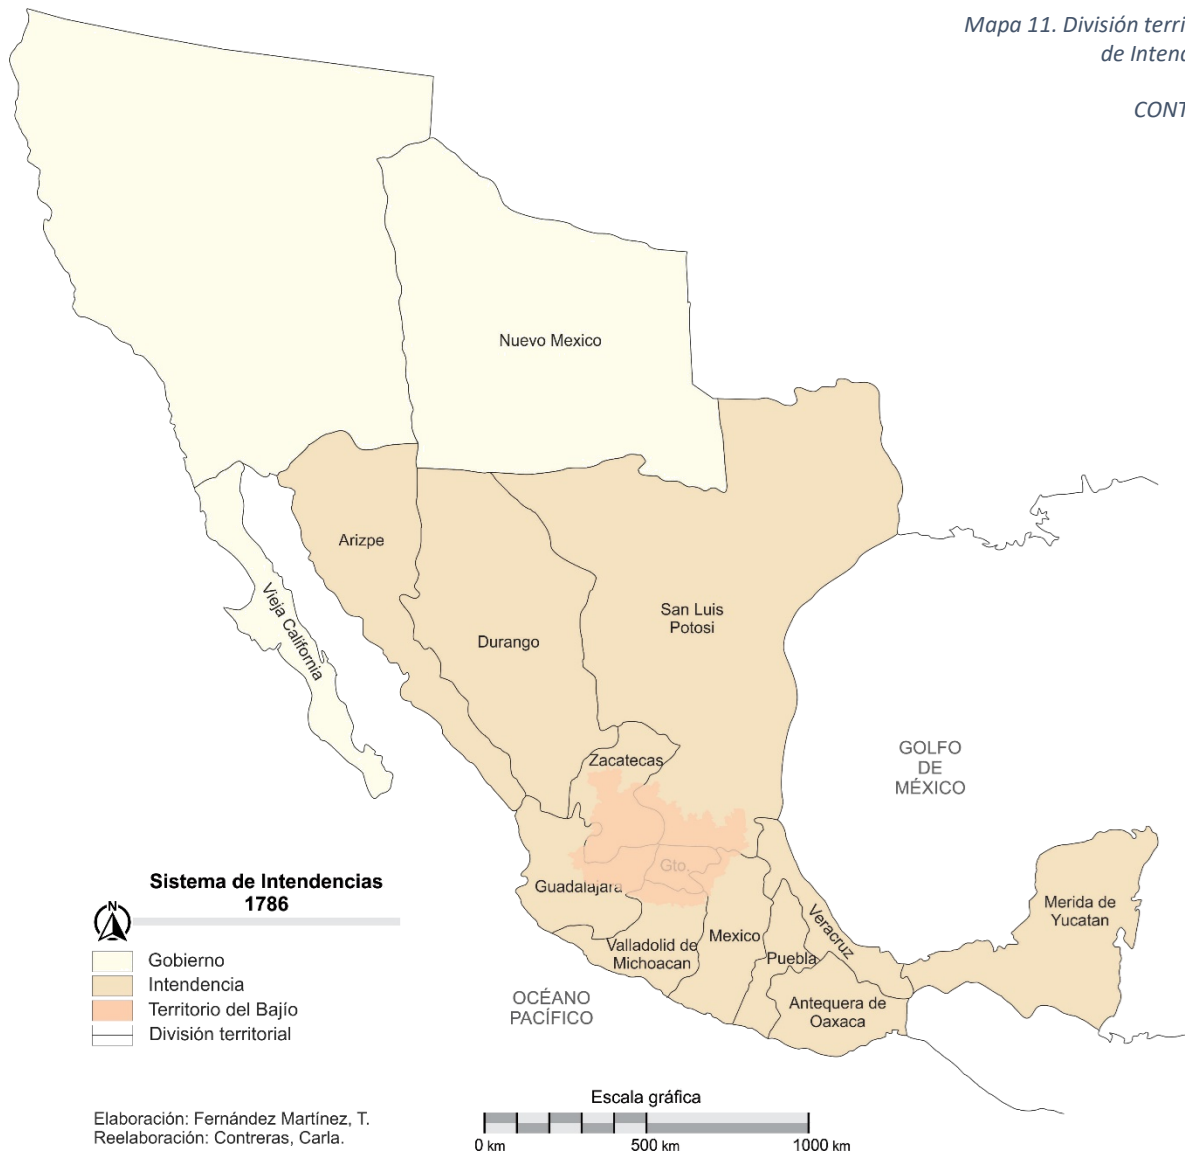 Mapa 11. División terri
de Intenc
CONT
Nuevo Mexico
Arizpe
Vieja California
Durango
San Luis
Potosi
Zacatecas
GOLFO
DE
MÉXICO
Gto.
Guadalajara
Valladolid de
Michoacan
Mexico
Puebla
Veracruz
Antequera de
Oaxaca
Merida de
Yucatan
OCÉANO
PACÍFICO
Sistema de Intendencias
1786
N
Gobierno
Intendencia
Territorio del Bajío
División territorial
Elaboración: Fernández Martínez, T.
Reelaboración: Contreras, Carla.
Escala gráfica
0 km 500 km 1000 km